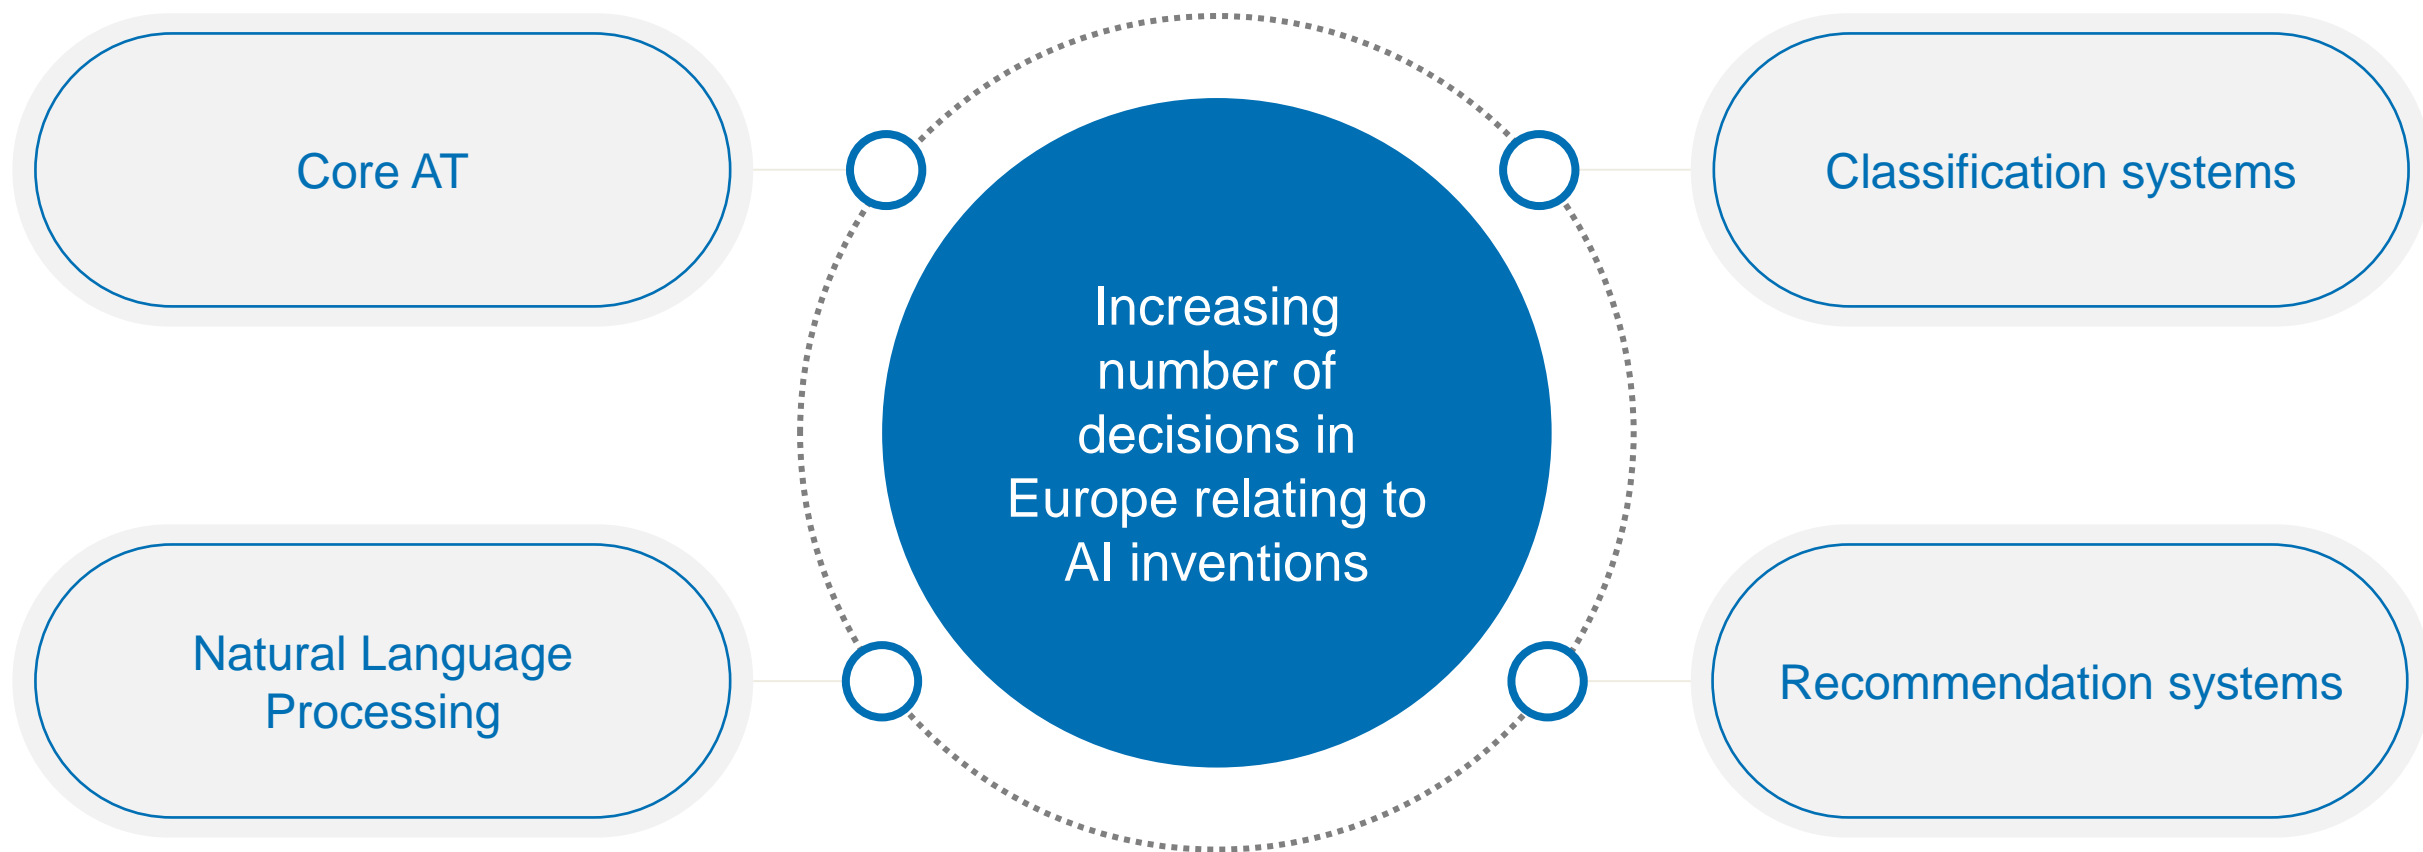 Core AT
Classification systems
Increasing
number of
decisions in
Europe relating to
AI inventions
Natural Language
Processing
Recommendation systems